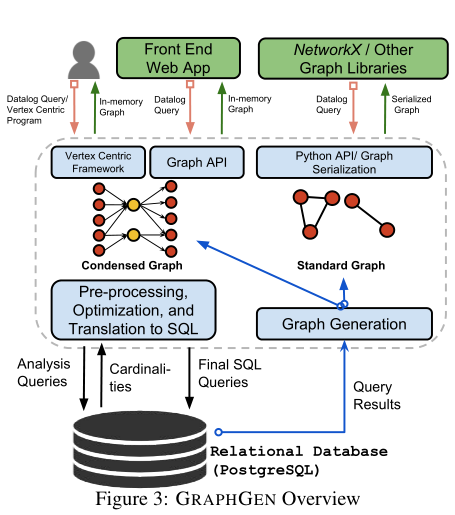 Front End
Web App
NetworkX / Other
Graph Libraries
Datalog Query/
Vertex Centric
Program
In-memory
Graph
Datalog
Query
In-memory
Graph
Datalog
Query
Serialized
Graph
Vertex Centric
Framework
Graph API
Python API/ Graph
Serialization
Condensed Graph
Standard Graph
Pre-processing,
Optimization, and
Translation to SQL
Graph Generation
Analysis
Queries
Cardinali-
ties
Final SQL
Queries
Query
Results
Relational Database
(PostgreSQL)
Figure 3: GRAPHGEN Overview